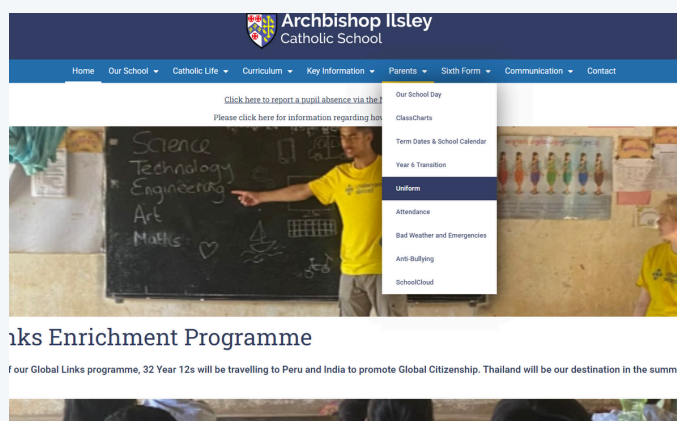 Archbishop Ilsley
Catholic School
Home Our School Catholic Life Curriculum Key Information Parents Sixth Form Communication Contact
Click here to report a pupil absence via the
Please click here for information regarding how
Our School Day
ClassCharts
Term Dates & School Calendar
Year 6 Transition
Uniform
Attendance
Bad Weather and Emergencies
Anti-Bullying
SchoolCloud
Science
Technology
Engineering
Art
Maths
nks Enrichment Programme
f our Global Links programme, 32 Year 12s will be travelling to Peru and India to promote Global Citizenship. Thailand will be our destination in the summ